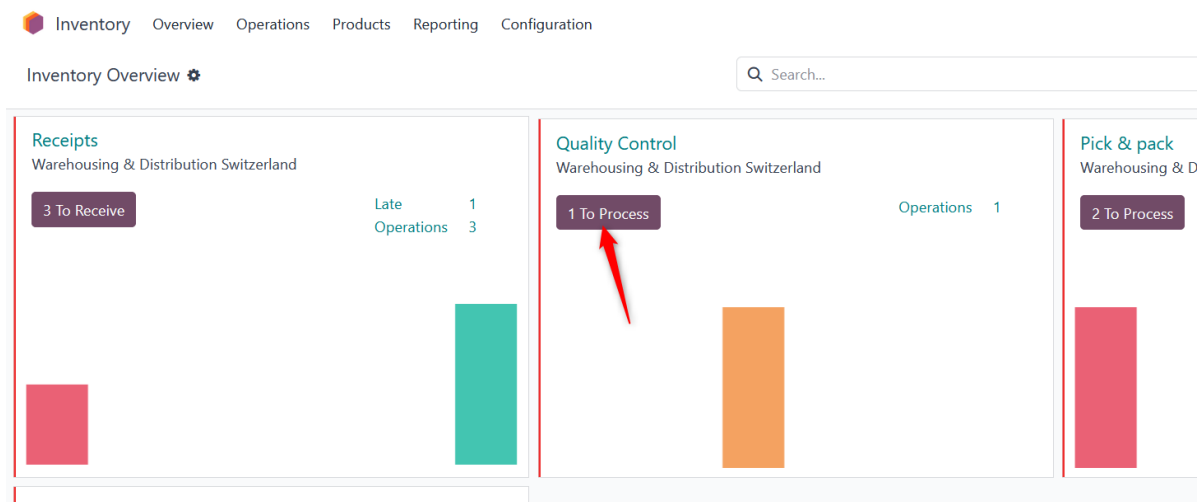 Inventory Overview Operations Products Reporting Configuration
Inventory Overview
Search...
Receipts
Warehousing & Distribution Switzerland
3 To Receive
Late 1
Operations 3
Quality Control
Warehousing & Distribution Switzerland
1 To Process
Operations 1
Pick & pack
Warehousing & D
2 To Process